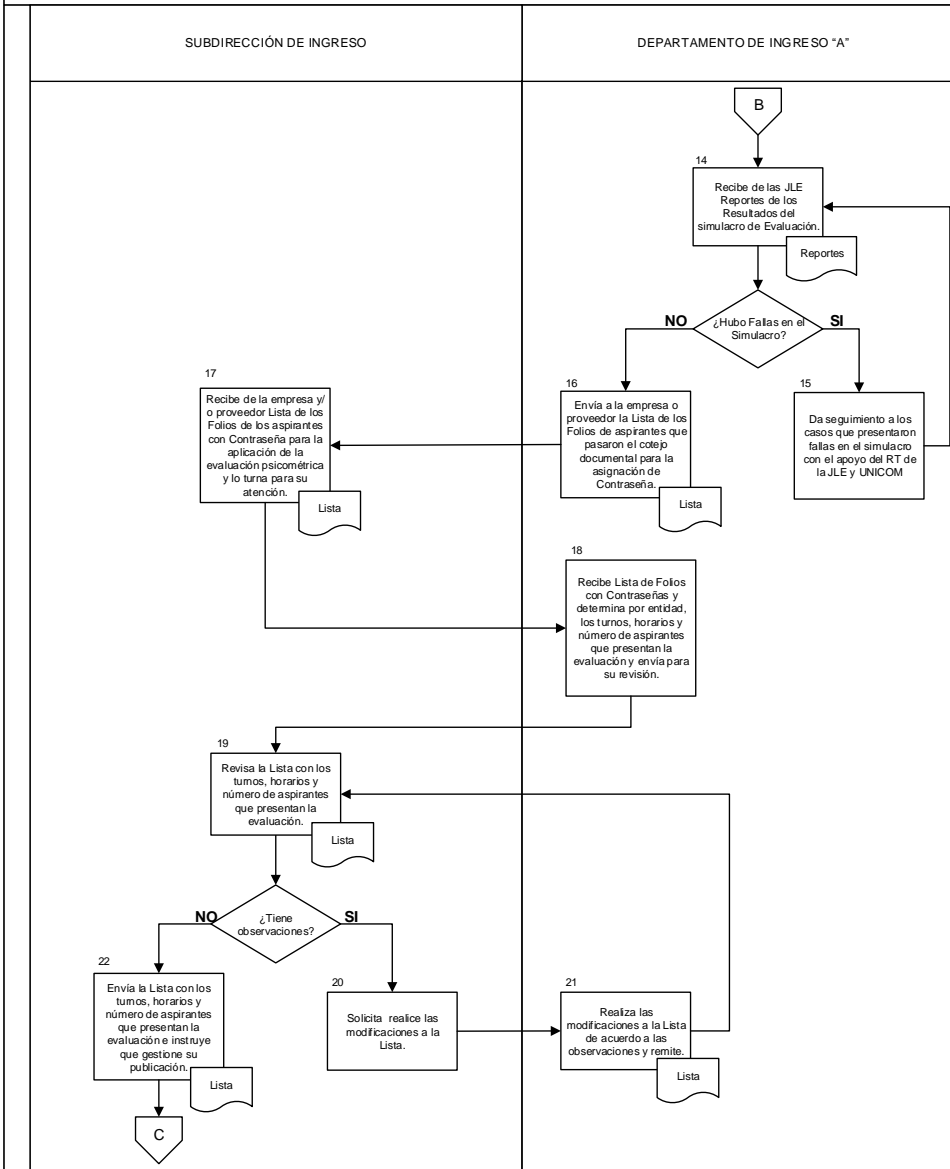 SUBDIRECCIÓN DE INGRESO
DEPARTAMENTO DE INGRESO “A”
B
14
Recibe de las JLE
Reportes de los
Resultados del
simulacro de Evaluación.
Reportes
¿Hubo Fallas en el
Simulacro?
NO
SI
15
Da seguimiento a los
casos que presentaron
fallas en el simulacro
con el apoyo del RT de
la JLE y UNICOM
16
Envía a la empresa o
proveedor la Lista de los
Folios de aspirantes que
pasaron el cotejo
documental para la
asignación de
Contraseña.
Lista
17
Recibe de la empresa y/
o proveedor Lista de los
Folios de los aspirantes
con Contraseña para la
aplicación de la
evaluación psicométrica
y lo turna para su
atención.
Lista
18
Recibe Lista de Folios
con Contraseñas y
determina por entidad,
los turnos, horarios y
número de aspirantes
que presentan la
evaluación y envía para
su revisión.
19
Revisa la Lista con los
turnos, horarios y
número de aspirantes
que presentan la
evaluación.
Lista
¿Tiene
observaciones?
NO
SI
20
Solicita realice las
modificaciones a la
Lista.
21
Realiza las
modificaciones a la Lista
de acuerdo a las
observaciones y remite.
Lista
22
Envía la Lista con los
turnos, horarios y
número de aspirantes
que presentan la
evaluación e instruye
que gestione su
publicación.
Lista
C